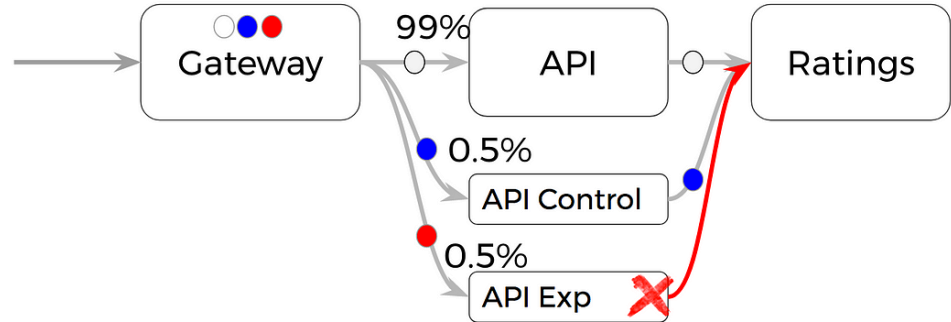 Gateway
99%
API
Ratings
0.5%
API Control
0.5%
API Exp